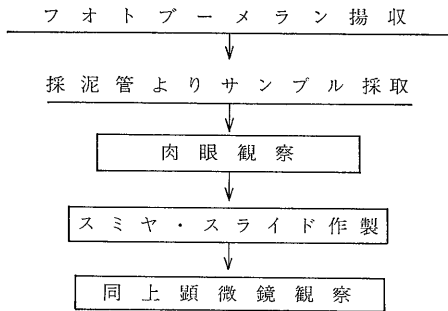 フォトブーメラン揚収
採泥管よりサンプル採取
肉眼観察
スミヤ・スライド作製
同上顕微鏡観察